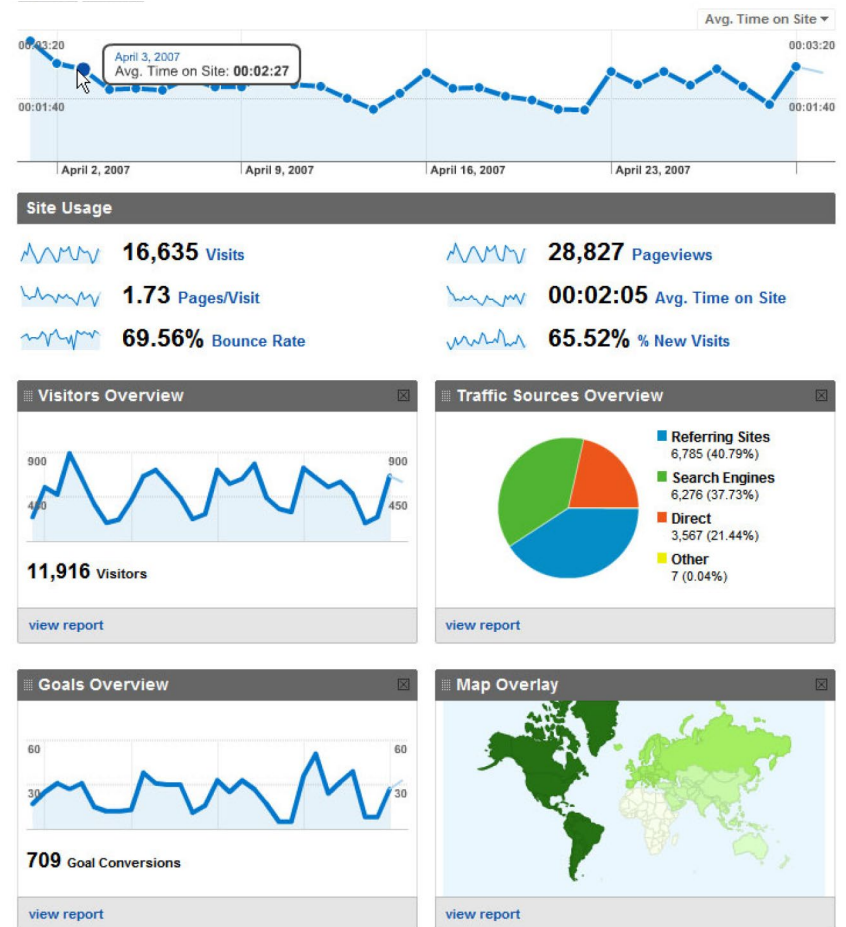 Avg. Time on Site
00:03:20
00:03:20
April 3, 2007
Avg. Time on Site: 00:02:27
00:01:40
00:01:40
April 2, 2007
April 9, 2007
April 16, 2007
April 23, 2007
Site Usage
16,635 Visits
28,827 Pageviews
1.73 Pages/Visit
00:02:05 Avg. Time on Site
69.56% Bounce Rate
65.52% % New Visits
Visitors Overview
900
900
450
450
11,916 Visitors
view report
Traffic Sources Overview
Referring Sites
6,785 (40.79%)
Search Engines
6,276 (37.73%)
Direct
3,567 (21.44%)
Other
7 (0.04%)
view report
Goals Overview
60
60
30
30
709 Goal Conversions
view report
Map Overlay
view report